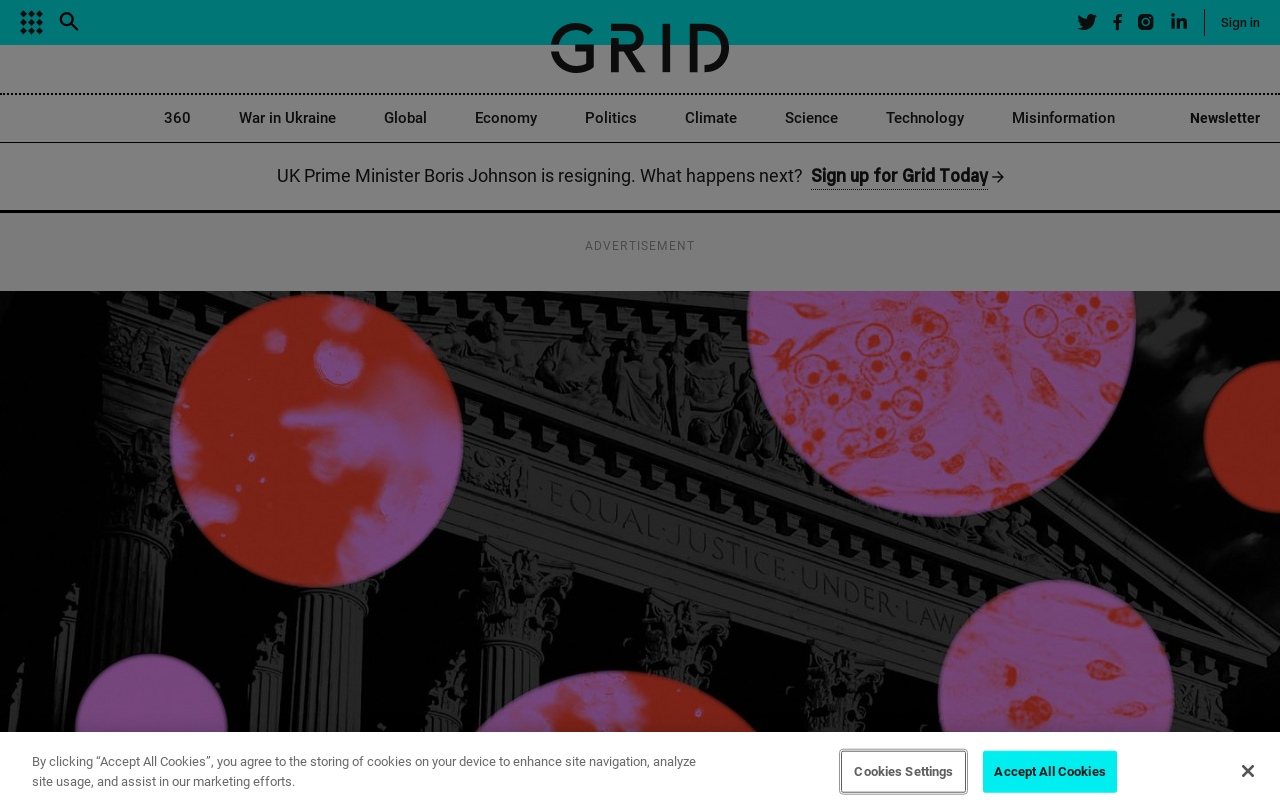 Sign in
GRID
360
War in Ukraine
Global
Economy
Politics
Climate
Science
Technology
Misinformation
Newsletter
UK Prime Minister Boris Johnson is resigning. What happens next? Sign up for Grid Today
ADVERTISEMENT
EQUAL·JUSTICE·UNDER·LAW
By clicking “Accept All Cookies”, you agree to the storing of cookies on your device to enhance site navigation, analyze
site usage, and assist in our marketing efforts.
Cookies Settings
Accept All Cookies